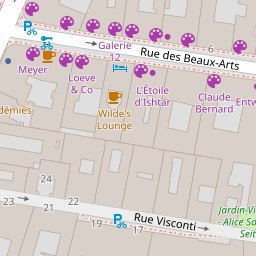 Galerie
12
6
Rue des Beaux-Arts
Meyer
Loeve
& Co
L'Étoile
d'Ishtar
Claude
Bernard
Entw
démies
Wilde's
Lounge
24
23
21
22
19
17
Rue Visconti
Jardin Vi
- Alice Sa
Seit